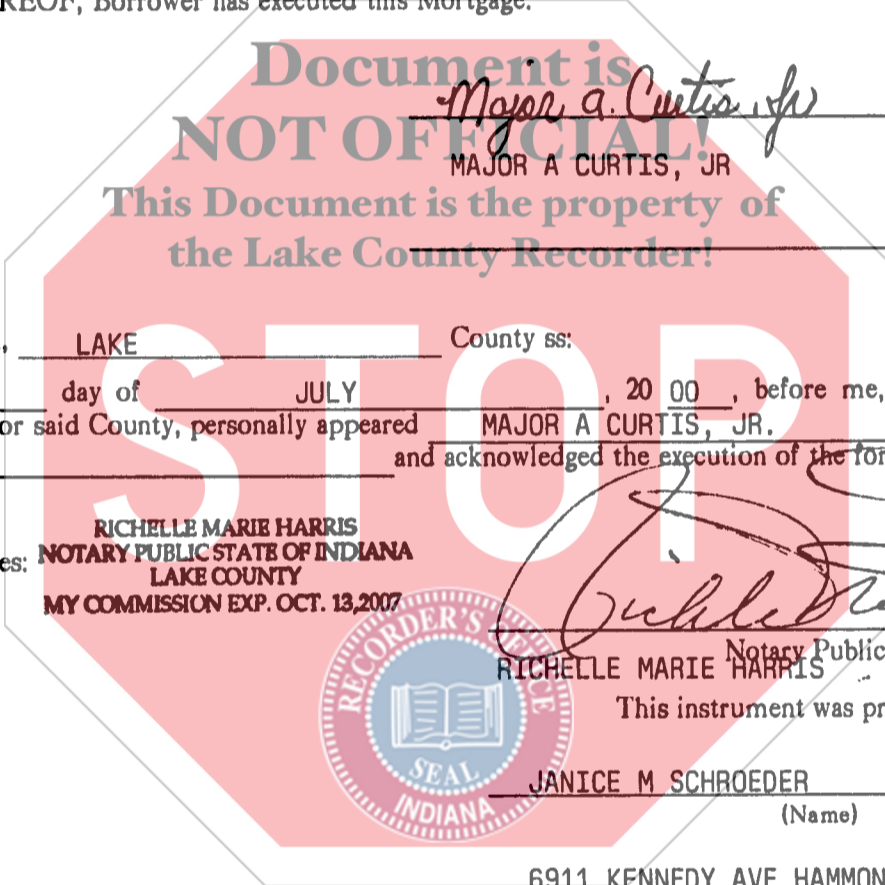 REOF, Borrower has executed this Mortgage.
Document is
Major A. Curtis, Jr
NOT OFFICIAL!
MAJOR A CURTIS, JR
This Document is the property of
the Lake County Recorder!
STOP
, LAKE County ss:
day of JULY , 20 00 , before me,
or said County, personally appeared MAJOR A CURTIS, JR.
and acknowledged the execution of the for
RICHELLE MARIE HARRIS
es: NOTARY PUBLIC STATE OF INDIANA
LAKE COUNTY
MY COMMISSION EXP. OCT. 13,2007
Notary Public
RICHELLE MARIE HARRIS
This instrument was pr
RECORDER'S OFFICE
SEAL
INDIANA
JANICE M SCHROEDER
(Name)
6911 KENNEDY AVE HAMMON